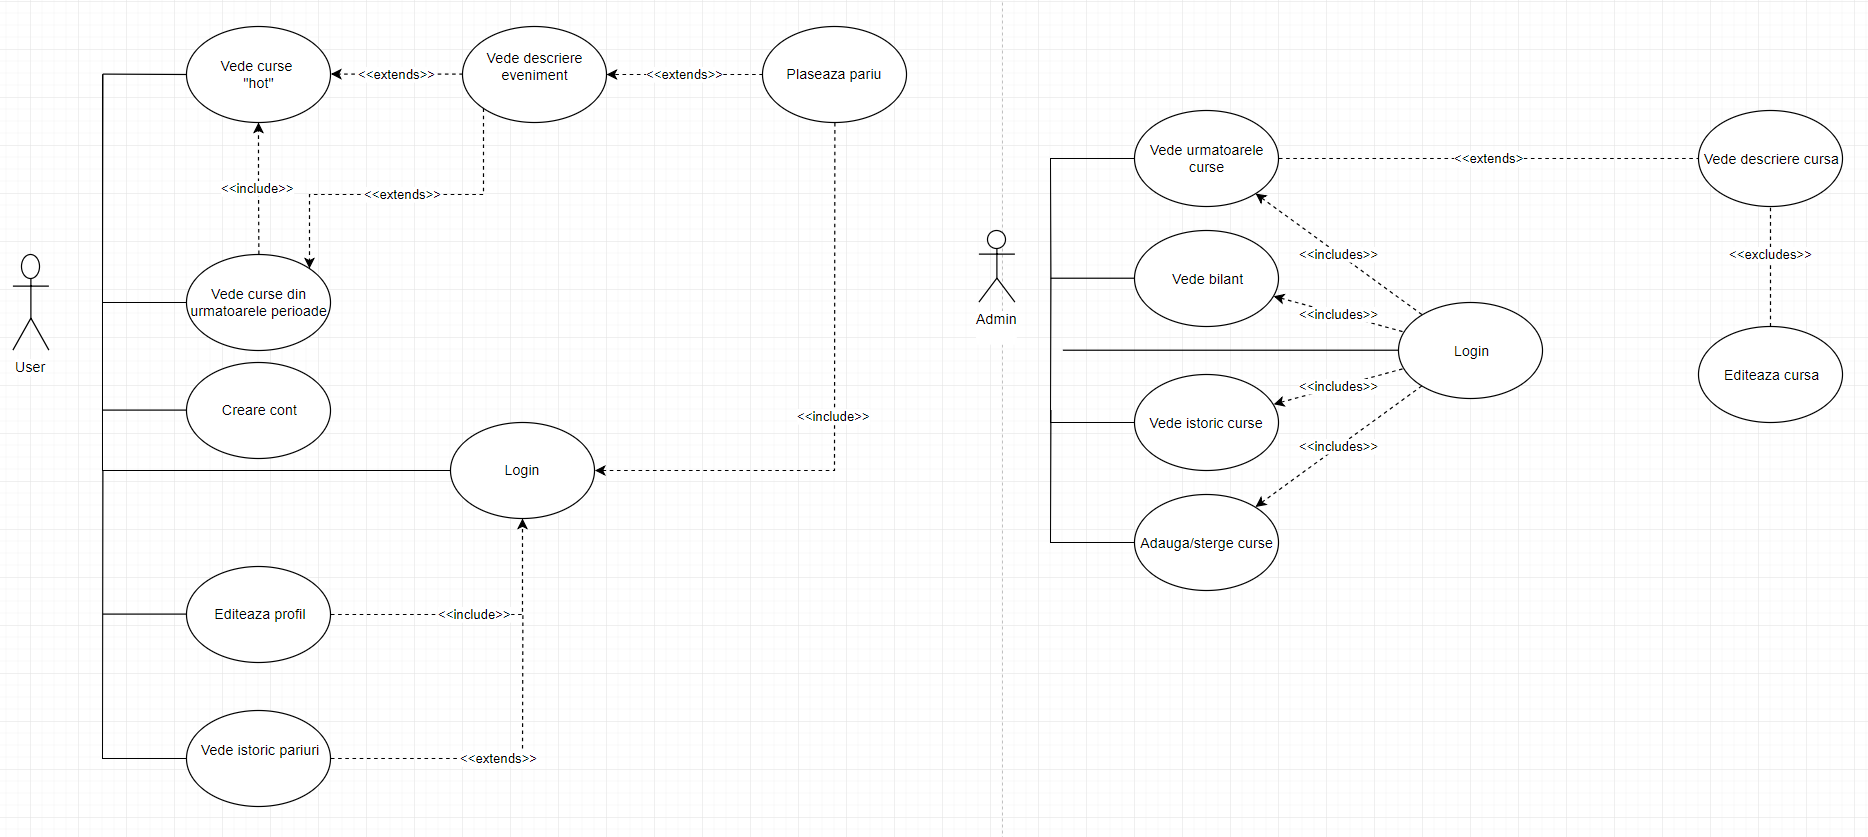 Vede curse
"hot"
<<extends>>
Vede descriere
eveniment
<<extends>>
Plaseaza pariu
<<include>>
<<extends>>
Vede curse din
urmatoarele perioade
User
Creare cont
<<include>>
Login
Editeaza profil
<<include>>
Vede istoric pariuri
<<extends>>
Vede urmatoarele
curse
<<extends>
Vede descriere cursa
<<includes>>
<<excludes>>
Vede bilant
<<includes>>
Admin
Login
Editeaza cursa
<<includes>>
Vede istoric curse
<<includes>>
Adauga/sterge curse